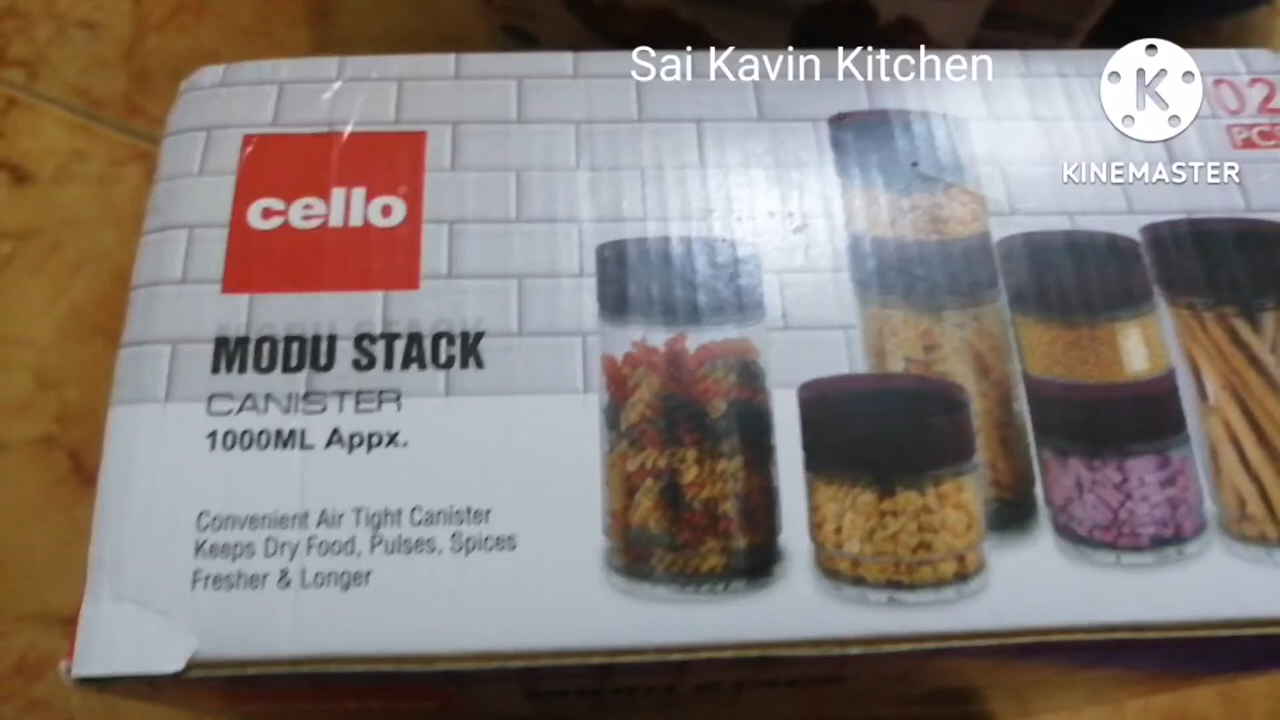 Sai Kavin Kitchen
K
KINEMASTER
02
cello
MODU STACK
CANISTER
1000ML Appx.
Convenient Air Tight Canister
Keeps Dry Food, Pulses, Spices
Fresher & Longer